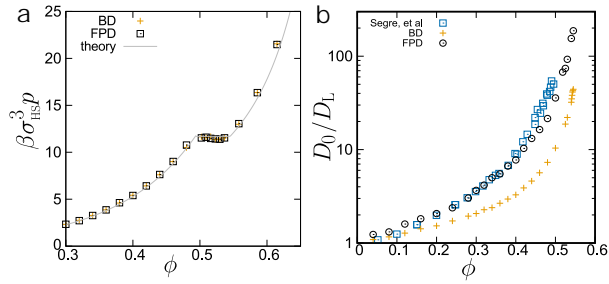 a
BD
FPD
theory
βσ³HSp
25
20
15
10
5
0
0.3 0.4 0.5 0.6
ϕ
b
Segre, et al
BD
FPD
D₀/D_L
100
10
1
0 0.1 0.2 0.3 0.4 0.5 0.6
ϕ